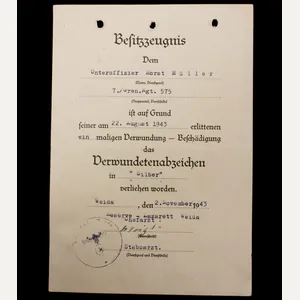 Besitzzeugnis
Dem
Unteroffizier Horst Müller
(Name, Dienstgrad)
7./Gren.Rgt. 575
(Truppenteil, Dienststelle)
ist auf Grund
seiner am 22. August 1943 erlittenen
ein maligen Verwundung – Beschädigung
das
Verwundetenabzeichen
in " Silber"
verliehen worden.
Weida , den 2.November 1943
Reserve - Lazarett Weida
Chefarzt
(Unterschrift)
Stabsarzt.
(Dienstgrad und Dienststelle)